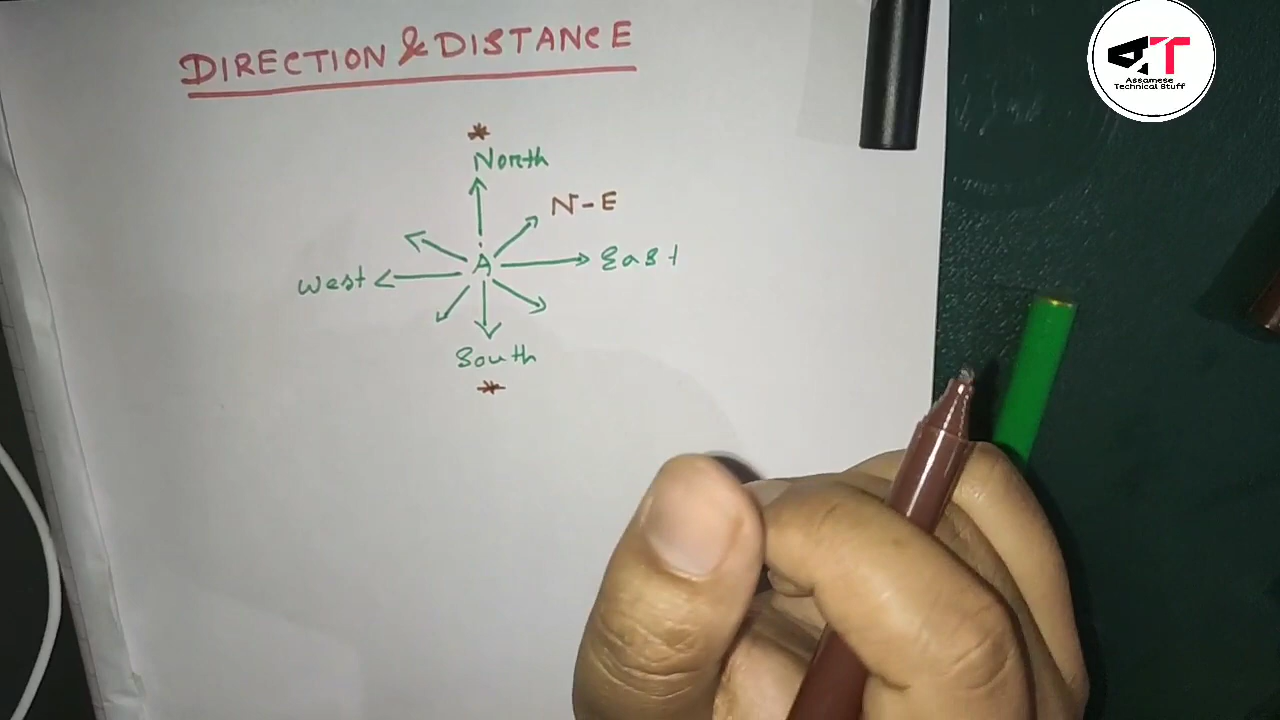 DIRECTION & DISTANCE
*
North
N-E
A
East
West
South
*
AT
Assamese
Technical Stuff